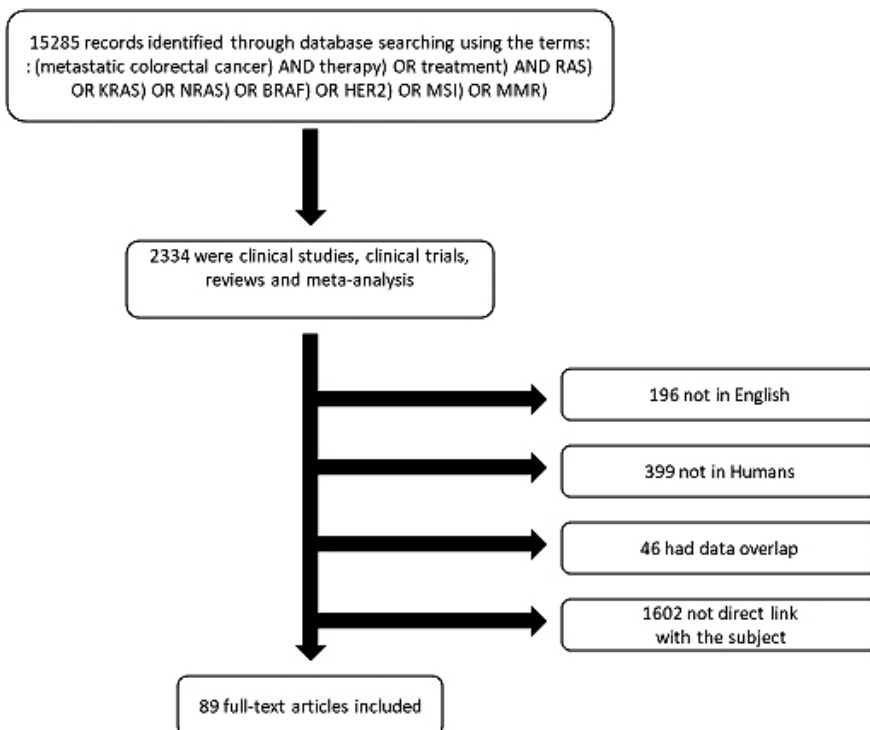 15285 records identified through database searching using the terms:
: (metastatic colorectal cancer) AND therapy) OR treatment) AND RAS)
OR KRAS) OR NRAS) OR BRAF) OR HER2) OR MSI) OR MMR)
2334 were clinical studies, clinical trials,
reviews and meta-analysis
196 not in English
399 not in Humans
46 had data overlap
1602 not direct link
with the subject
89 full-text articles included